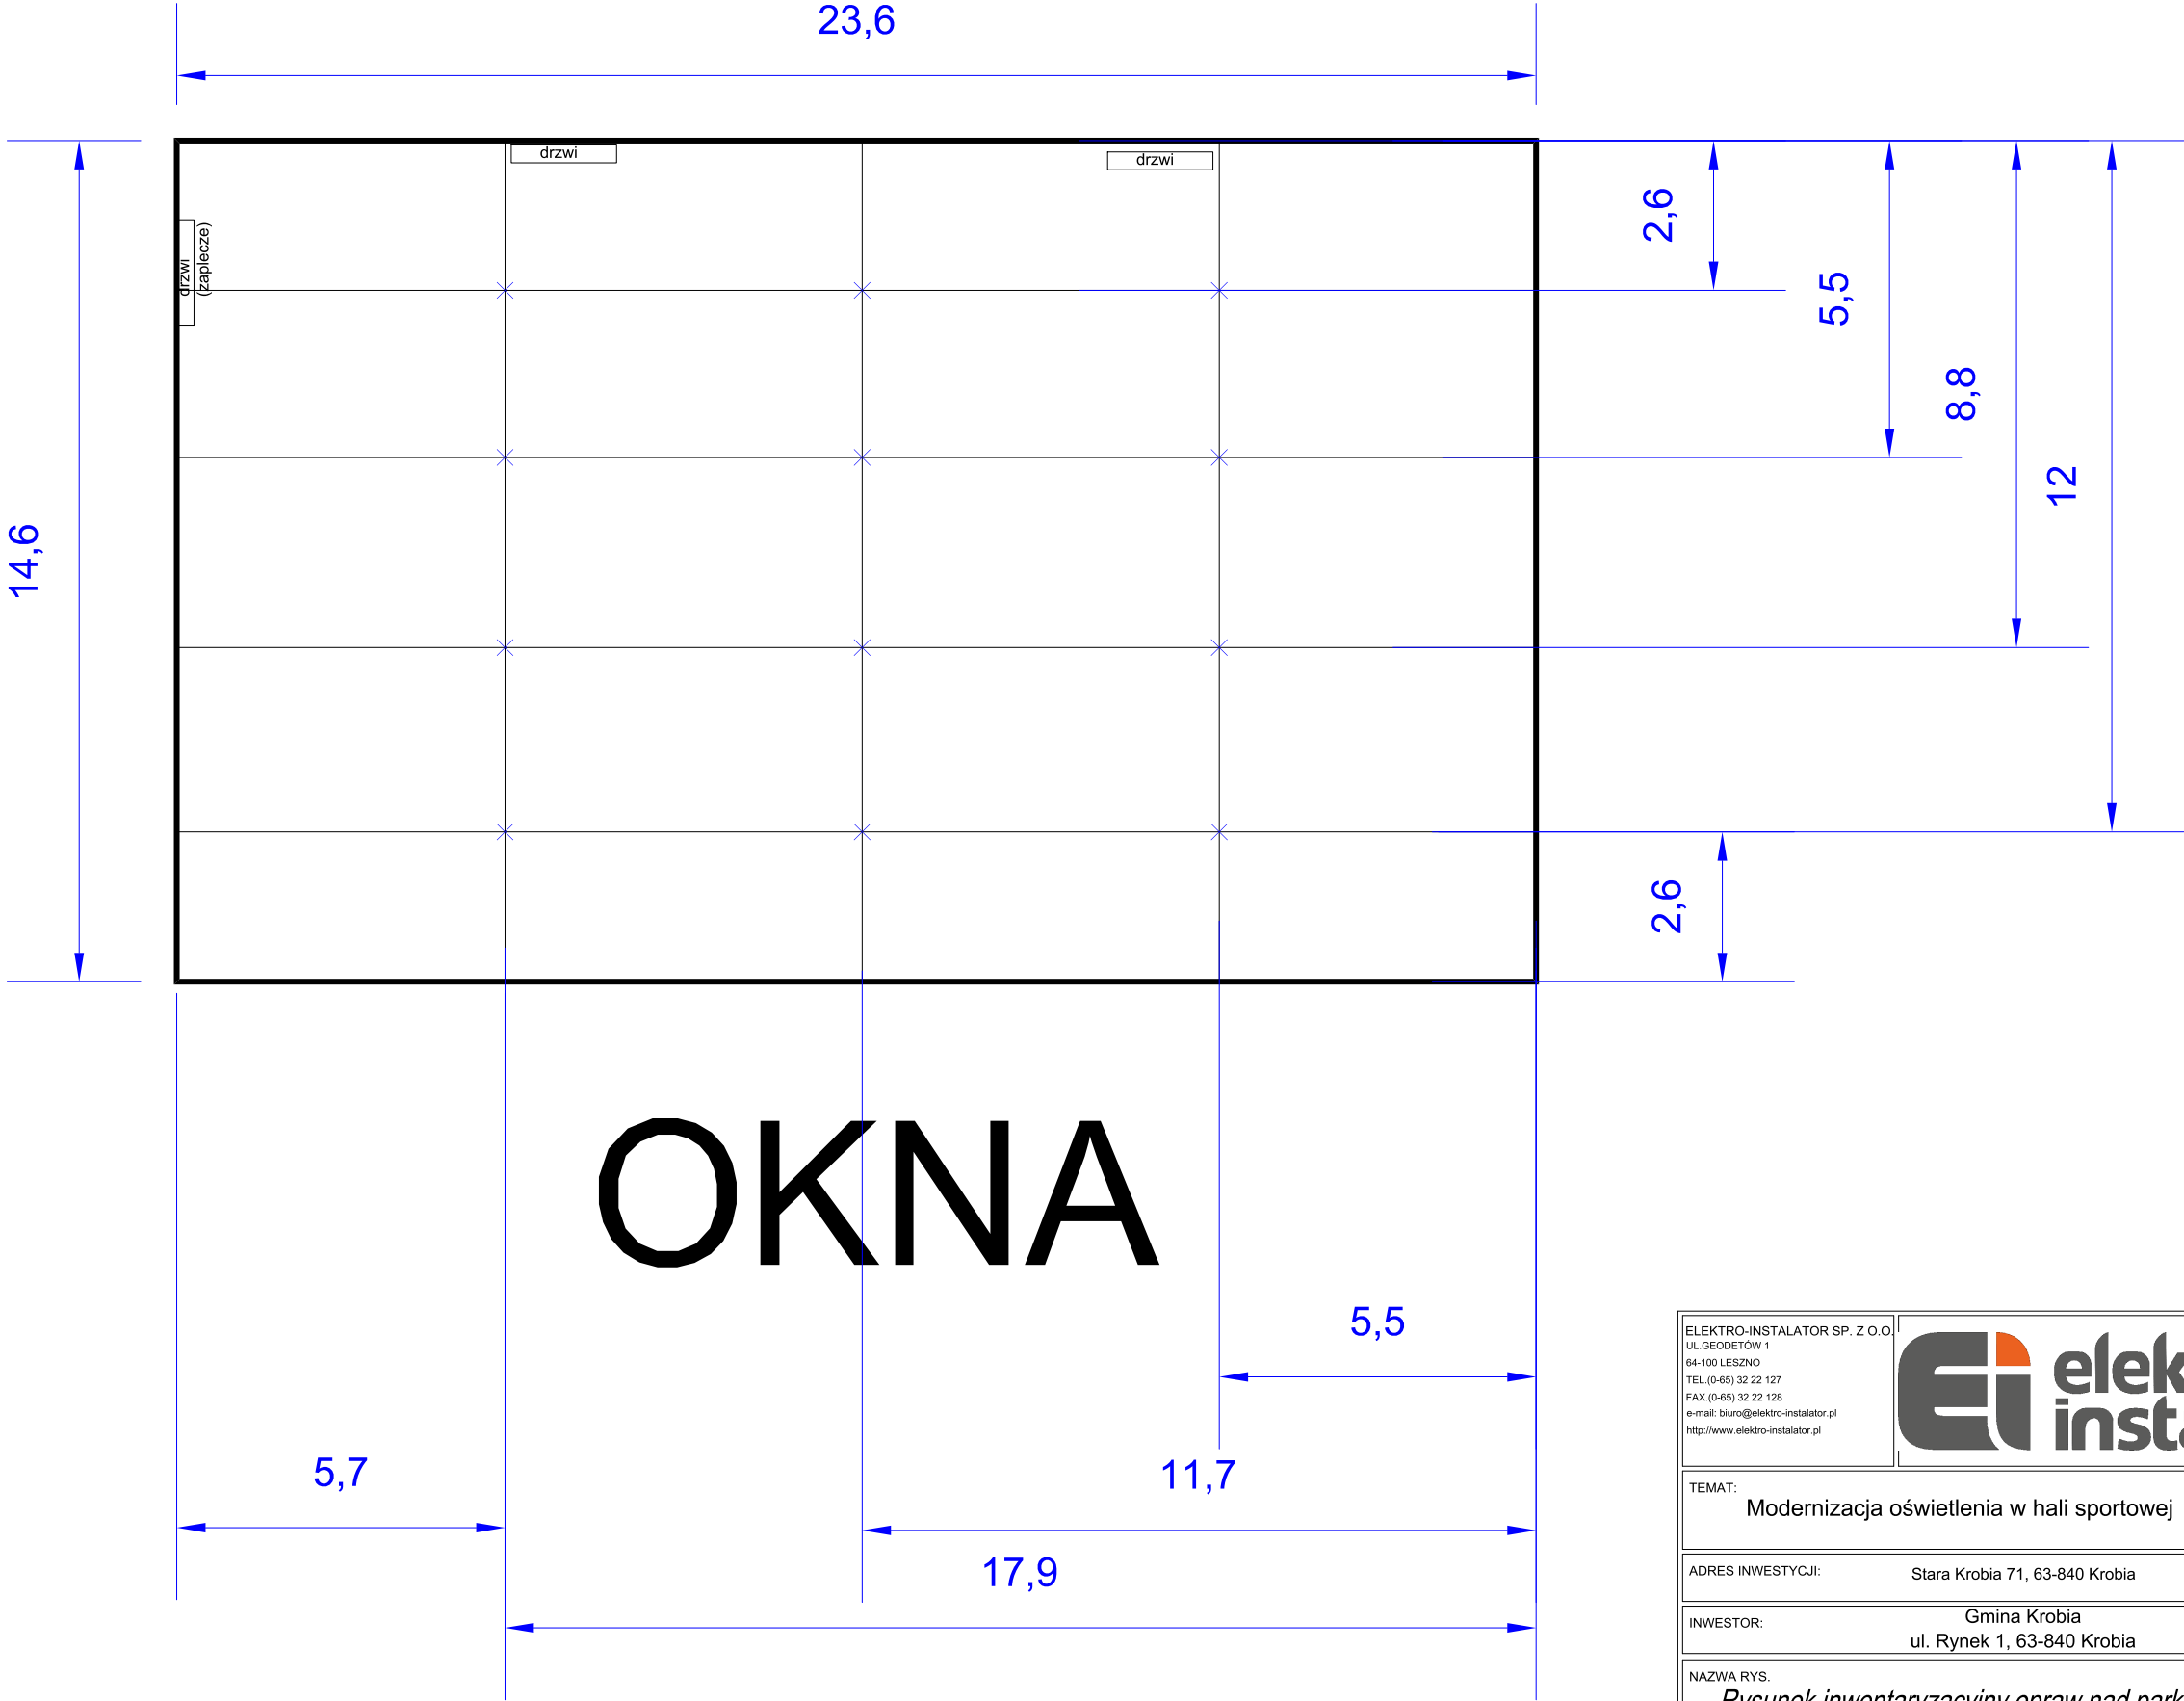 23,6
drzwi
drzwi
drzwi
(zaplecze)
2,6
5,5
8,8
12
14,6
2,6
OKNA
5,5
5,7
11,7
17,9
ELEKTRO-INSTALATOR SP. Z O.O.
UL.GEODETÓW 1
64-100 LESZNO
TEL.(0-65) 32 22 127
FAX.(0-65) 32 22 128
e-mail: biuro@elektro-instalator.pl
http://www.elektro-instalator.pl
TEMAT:
Modernizacja oświetlenia w hali sportowej
ADRES INWESTYCJI:
Stara Krobia 71, 63-840 Krobia
INWESTOR:
Gmina Krobia
ul. Rynek 1, 63-840 Krobia
NAZWA RYS.
Rysunek inwentaryzacyjny opraw nad